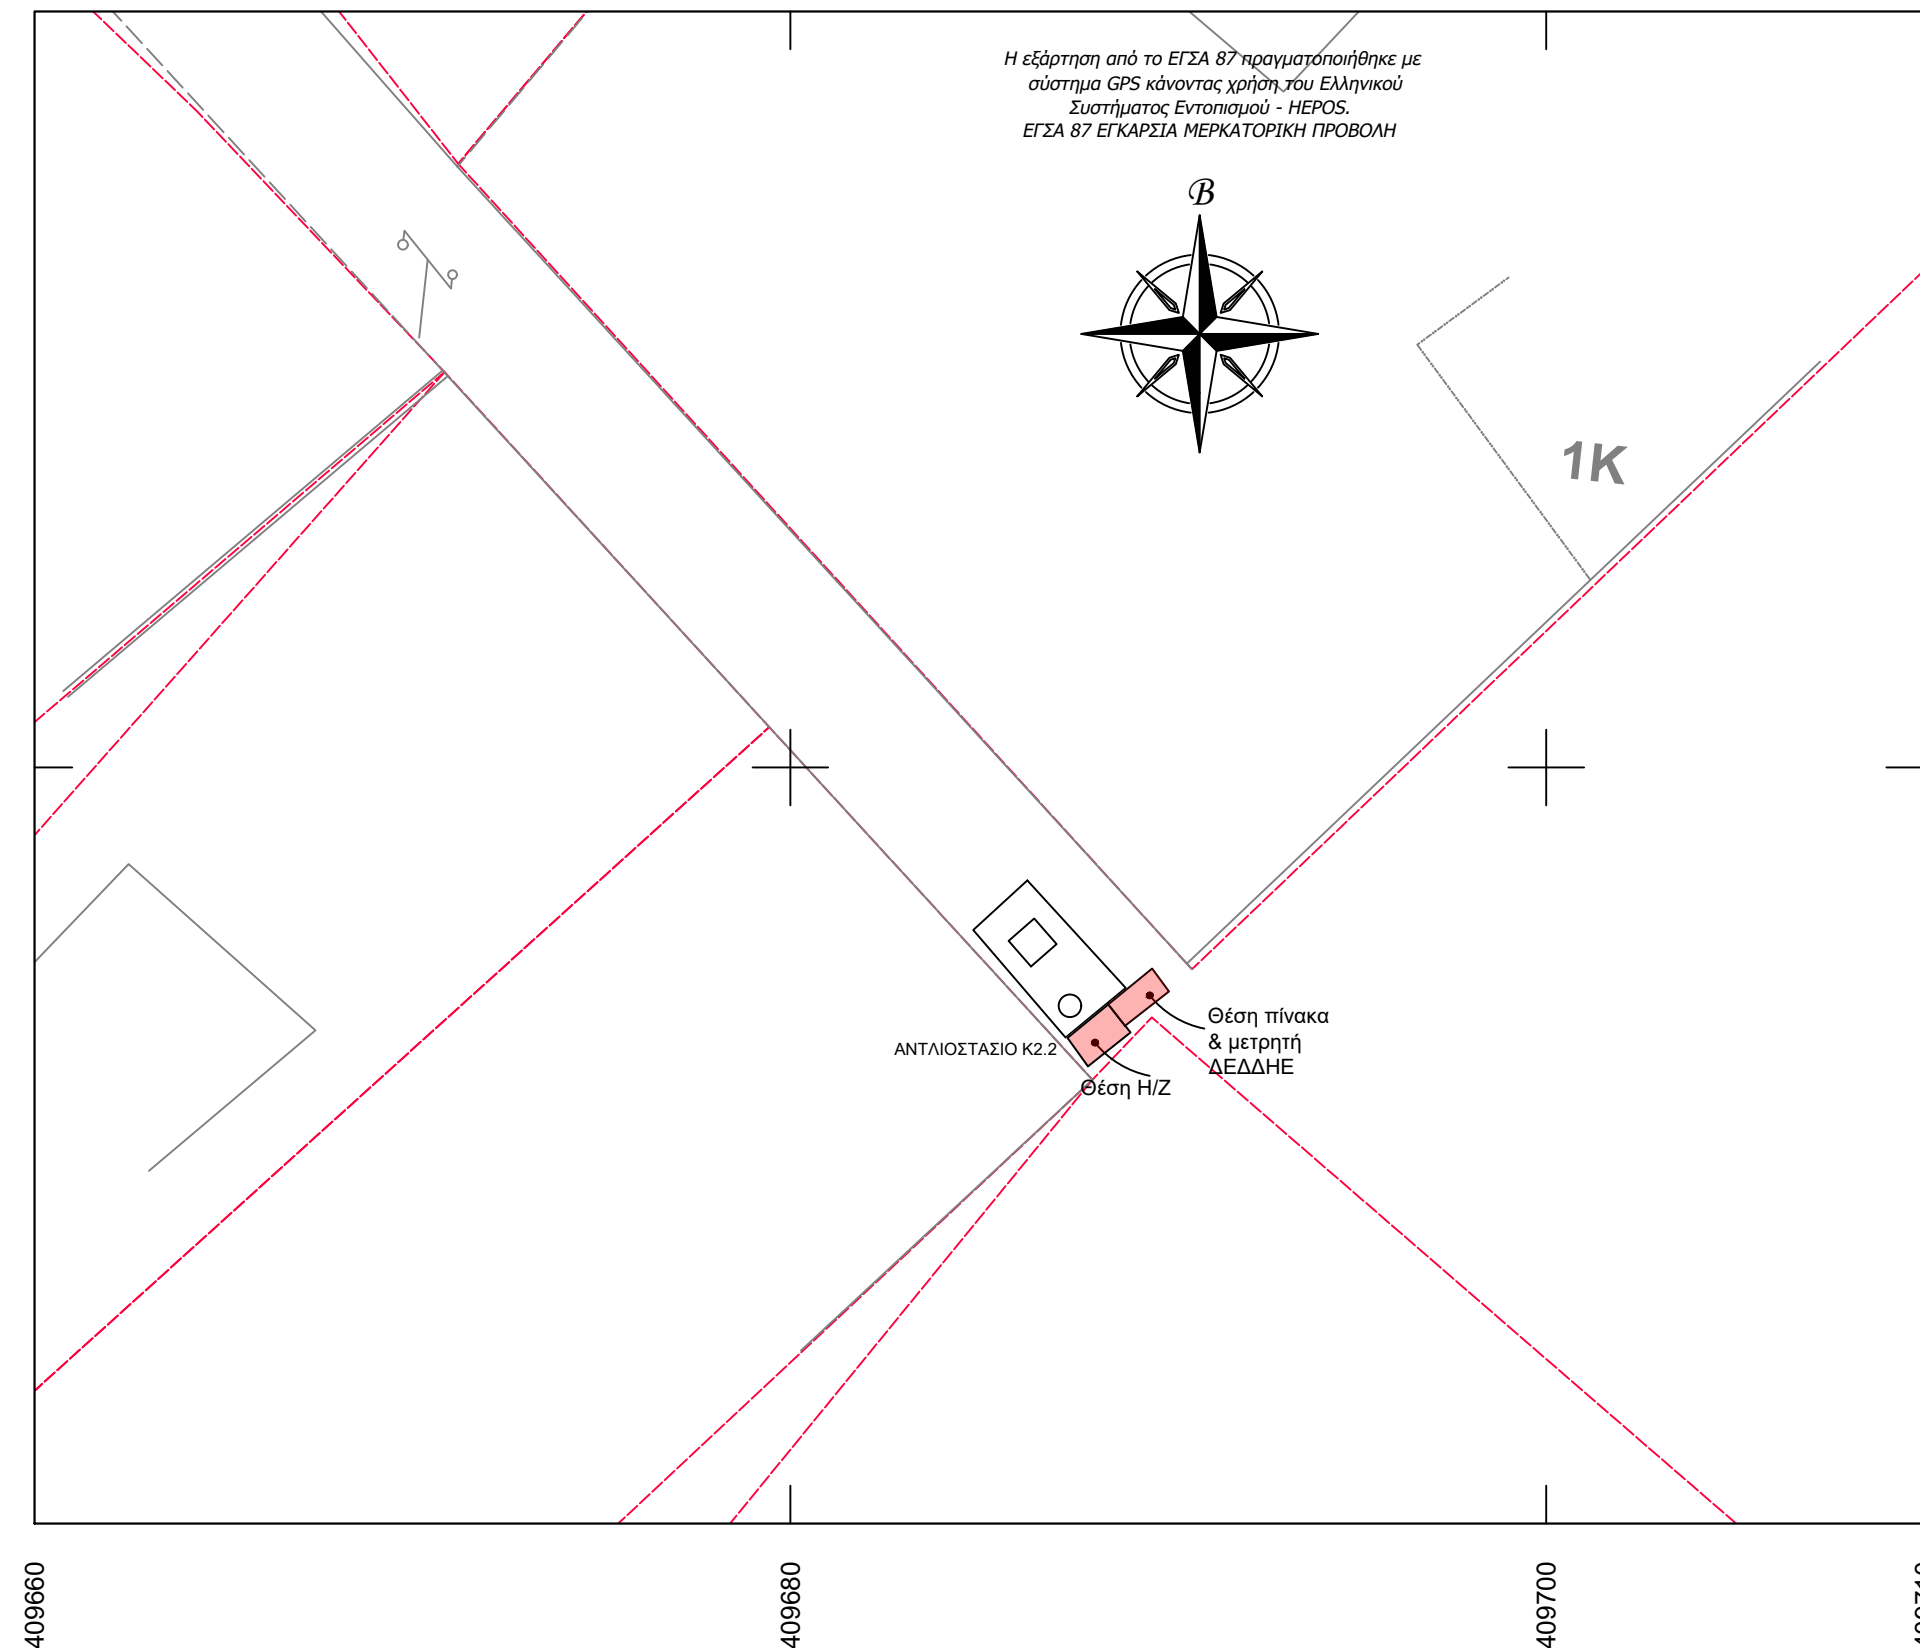 Η εξάρτηση από το ΕΓΣΑ 87 πραγματοποιήθηκε με
σύστημα GPS κάνοντας χρήση του Ελληνικού
Συστήματος Εντοπισμού - HEPOS.
ΕΓΣΑ 87 ΕΓΚΑΡΣΙΑ ΜΕΡΚΑΤΟΡΙΚΗ ΠΡΟΒΟΛΗ
Β
1Κ
Θέση πίνακα
& μετρητή
ΔΕΔΔΗΕ
ΑΝΤΛΙΟΣΤΑΣΙΟ Κ2.2
Θέση Η/Ζ
409660
409680
409700